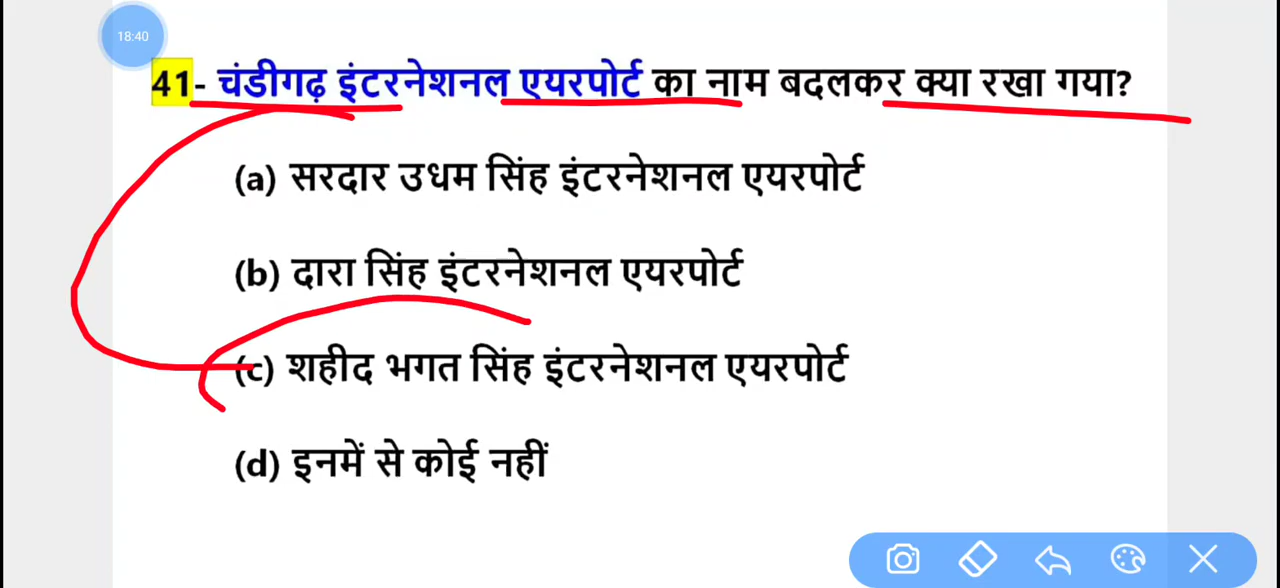 18:40
41- चंडीगढ़ इंटरनेशनल एयरपोर्ट का नाम बदलकर क्या रखा गया?
(a) सरदार उधम सिंह इंटरनेशनल एयरपोर्ट
(b) दारा सिंह इंटरनेशनल एयरपोर्ट
(c) शहीद भगत सिंह इंटरनेशनल एयरपोर्ट
(d) इनमें से कोई नहीं